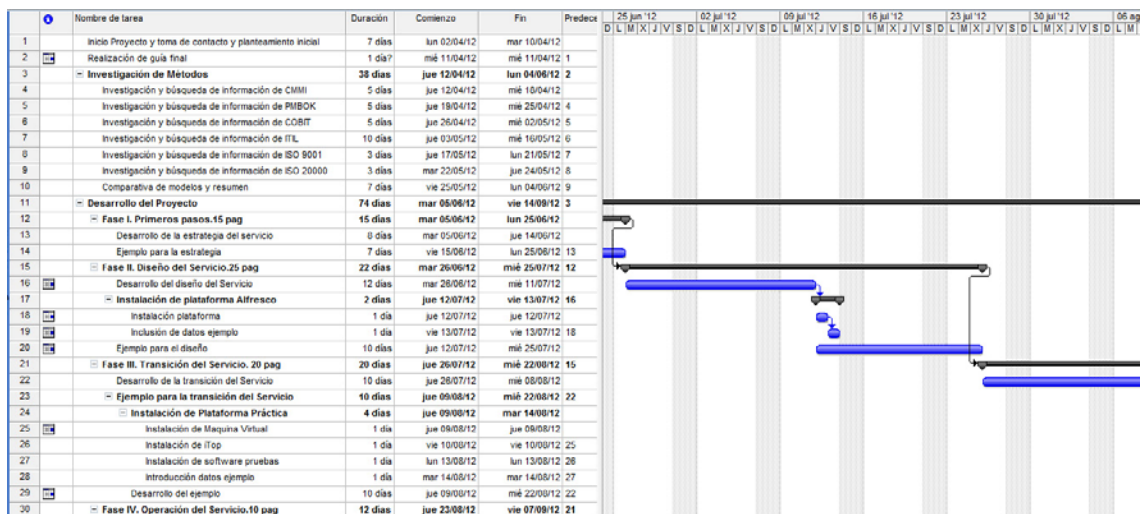 Nombre de tarea Duración Comienzo Fin Predece
25 jun '12 02 jul '12 09 jul '12 16 jul '12 23 jul '12 30 jul '12 06 ag
D L M X J V S D L M X J V S D L M X J V S D L M X J V S D L M X J V S D L M X J V S D L M
1 Inicio Proyecto y toma de contacto y planteamiento inicial 7 días lun 02/04/12 mar 10/04/12
2 Realización de guía final 1 día? mié 11/04/12 mié 11/04/12 1
3 Investigación de Métodos 38 días jue 12/04/12 lun 04/06/12 2
4 Investigación y búsqueda de información de CMMI 5 días jue 12/04/12 mié 18/04/12
5 Investigación y búsqueda de información de PMBOK 5 días jue 19/04/12 mié 25/04/12 4
6 Investigación y búsqueda de información de COBIT 5 días jue 26/04/12 mié 02/05/12 5
7 Investigación y búsqueda de información de ITIL 10 días jue 03/05/12 mié 16/05/12 6
8 Investigación y búsqueda de información de ISO 9001 3 días jue 17/05/12 lun 21/05/12 7
9 Investigación y búsqueda de información de ISO 20000 3 días mar 22/05/12 jue 24/05/12 8
10 Comparativa de modelos y resumen 7 días vie 25/05/12 lun 04/06/12 9
11 Desarrollo del Proyecto 74 días mar 05/06/12 vie 14/09/12 3
12 Fase I. Primeros pasos.15 pag 15 días mar 05/06/12 lun 25/06/12
13 Desarrollo de la estrategia del servicio 8 días mar 05/06/12 jue 14/06/12
14 Ejemplo para la estrategia 7 días vie 15/06/12 lun 25/06/12 13
15 Fase II. Diseño del Servicio.25 pag 22 días mar 26/06/12 mié 25/07/12 12
16 Desarrollo del diseño del Servicio 12 días mar 26/06/12 mié 11/07/12
17 Instalación de plataforma Alfresco 2 días jue 12/07/12 vie 13/07/12 16
18 Instalación plataforma 1 día jue 12/07/12 jue 12/07/12
19 Inclusión de datos ejemplo 1 día vie 13/07/12 vie 13/07/12 18
20 Ejemplo para el diseño 10 días jue 12/07/12 mié 25/07/12
21 Fase III. Transición del Servicio. 20 pag 20 días jue 26/07/12 mié 22/08/12 15
22 Desarrollo de la transición del Servicio 10 días jue 26/07/12 mié 08/08/12
23 Ejemplo para la transición del Servicio 10 días jue 09/08/12 mié 22/08/12 22
24 Instalación de Plataforma Práctica 4 días jue 09/08/12 mar 14/08/12
25 Instalación de Maquina Virtual 1 día jue 09/08/12 jue 09/08/12
26 Instalación de iTop 1 día vie 10/08/12 vie 10/08/12 25
27 Instalación de software pruebas 1 día lun 13/08/12 lun 13/08/12 26
28 Introducción datos ejemplo 1 día mar 14/08/12 mar 14/08/12 27
29 Desarrollo del ejemplo 10 días jue 09/08/12 mié 22/08/12 22
30 Fase IV. Operación del Servicio.10 pag 12 días jue 23/08/12 vie 07/09/12 21